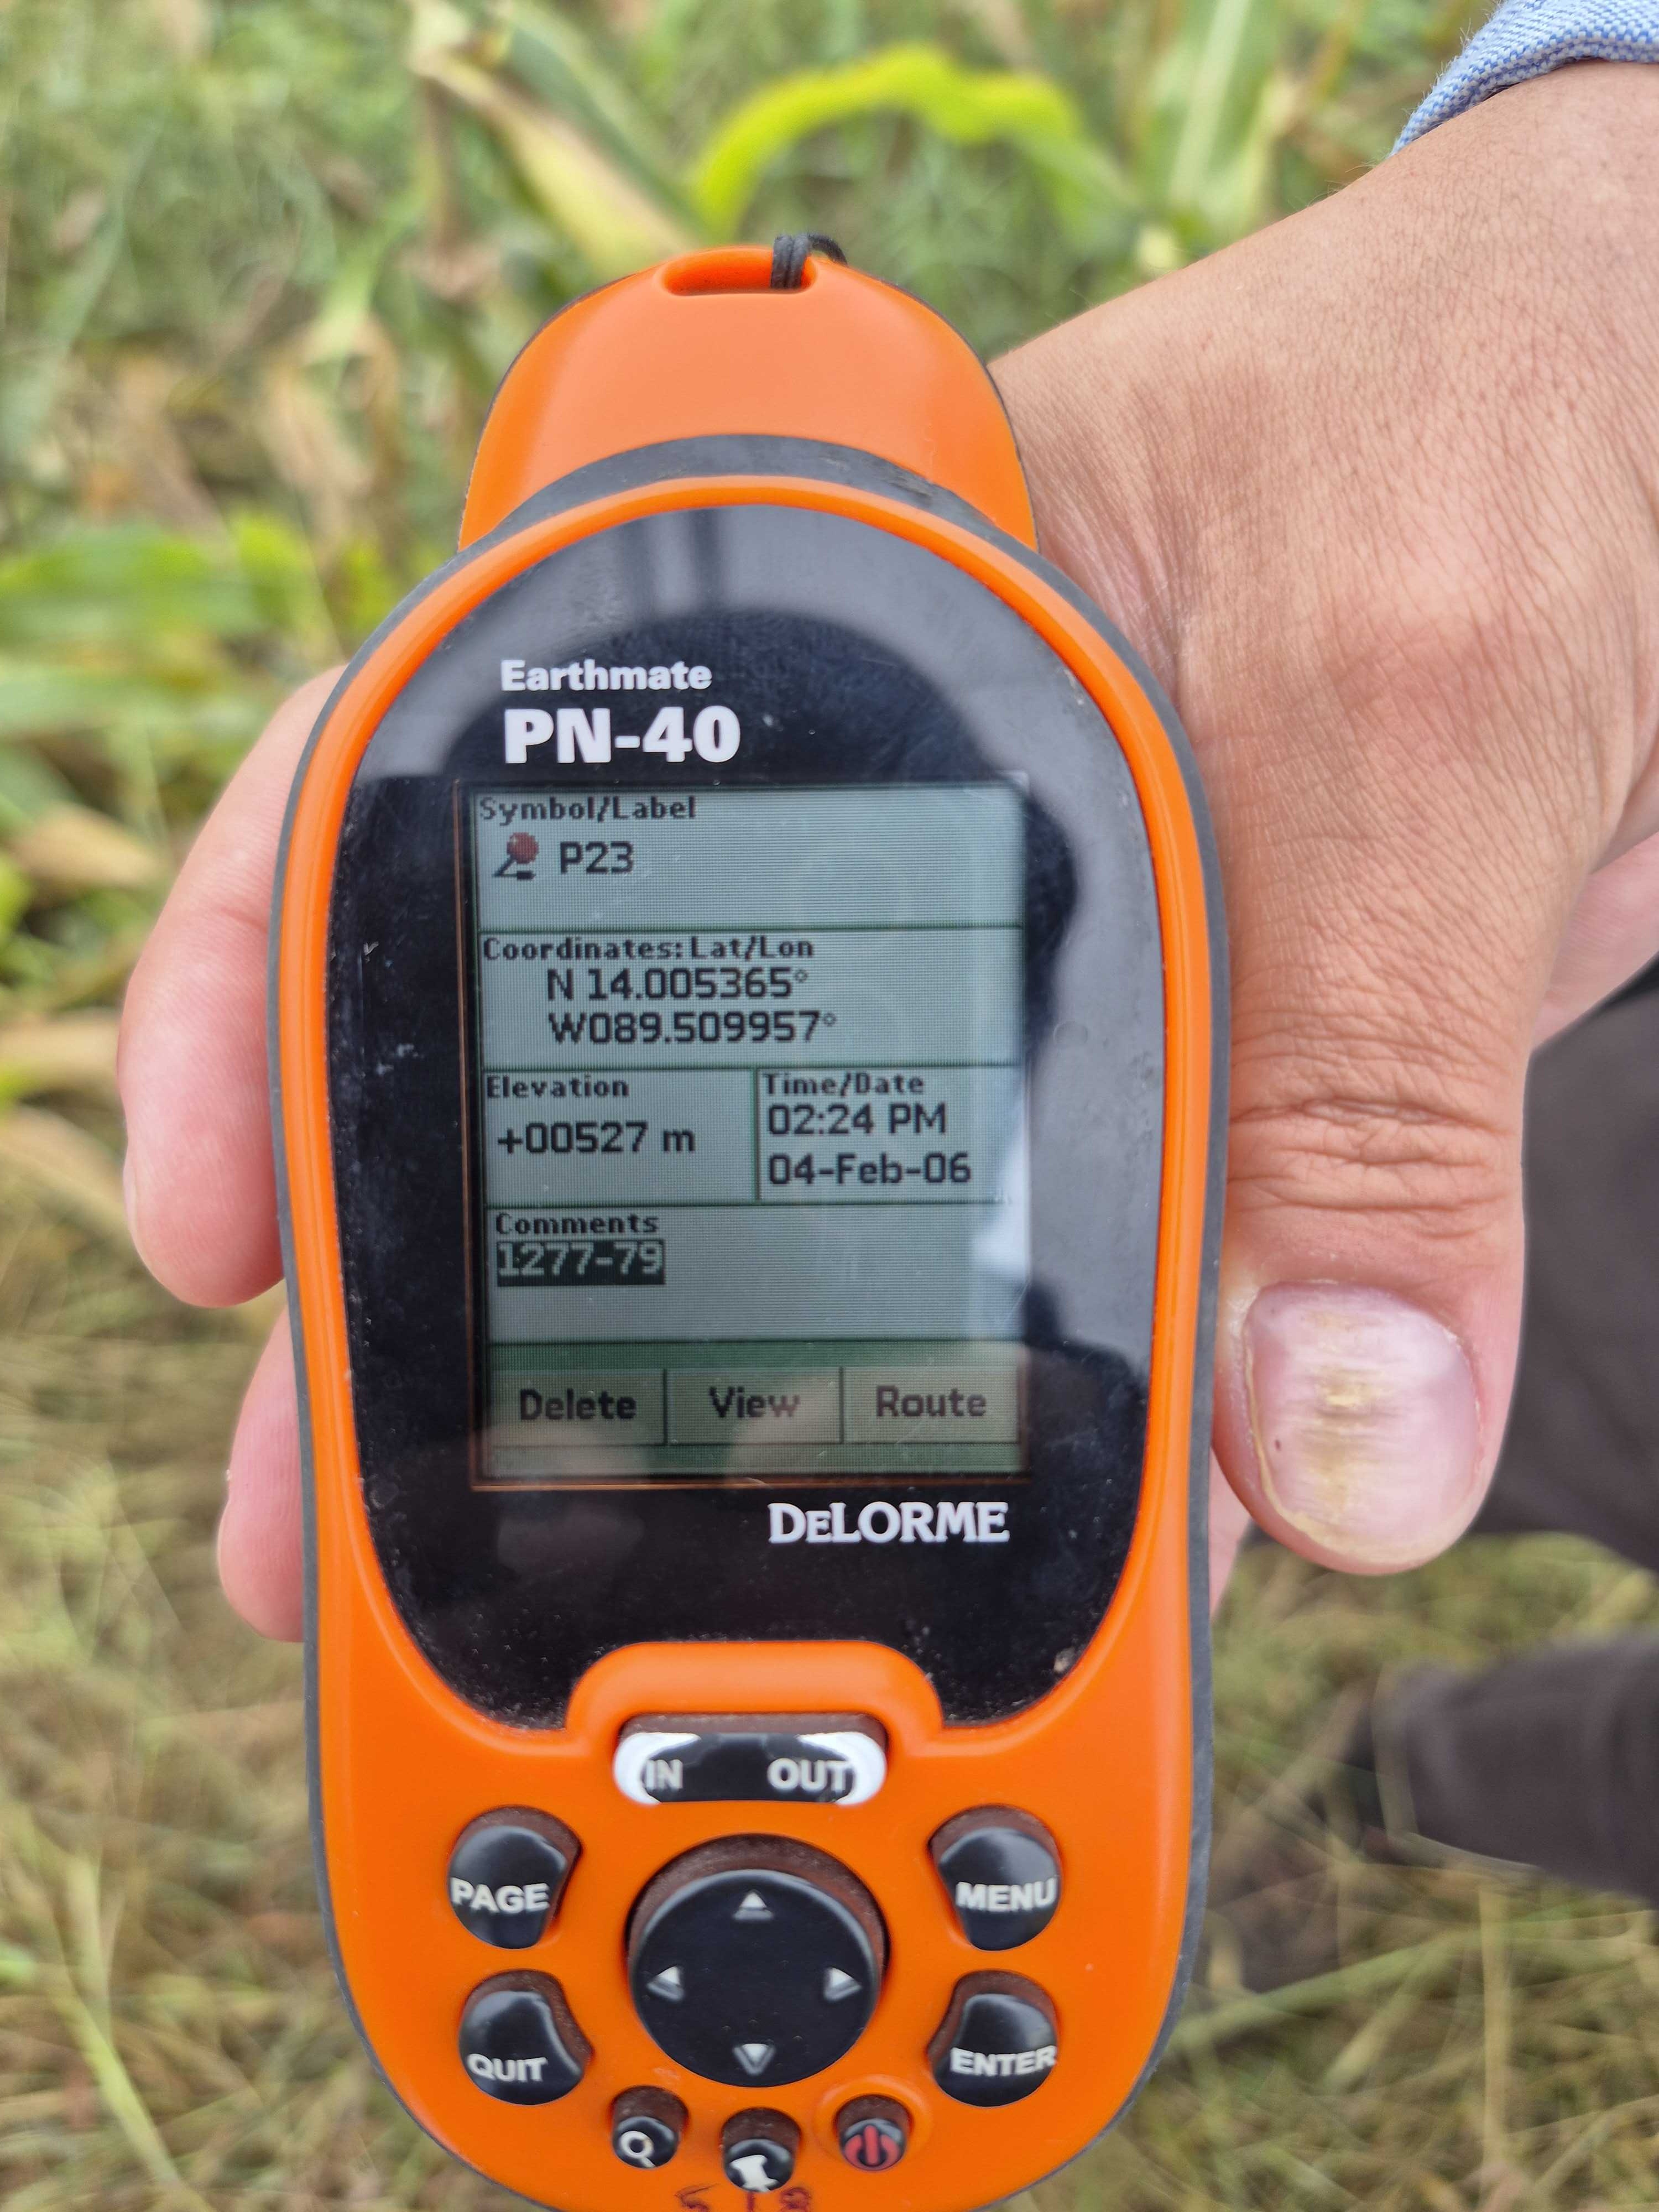 Earthmate
PN-40
Symbol/Label
P23
Coordinates: Lat/Lon
N 14.005365°
W089.509957°
Elevation
+00527 m
Time/Date
02:24 PM
04-Feb-06
Comments
1277-79
Delete View Route
DELORME
IN OUT
PAGE
MENU
QUIT
ENTER